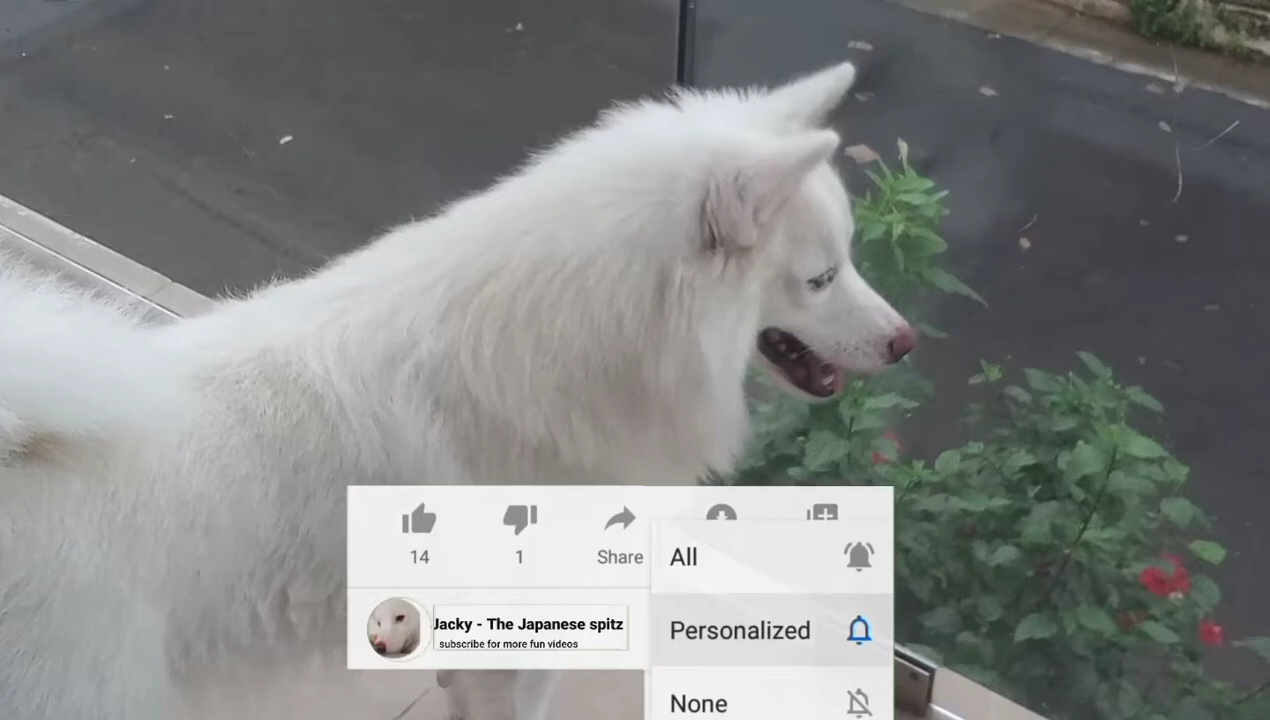 14
1
Share
All
Jacky - The Japanese spitz
subscribe for more fun videos
Personalized
None